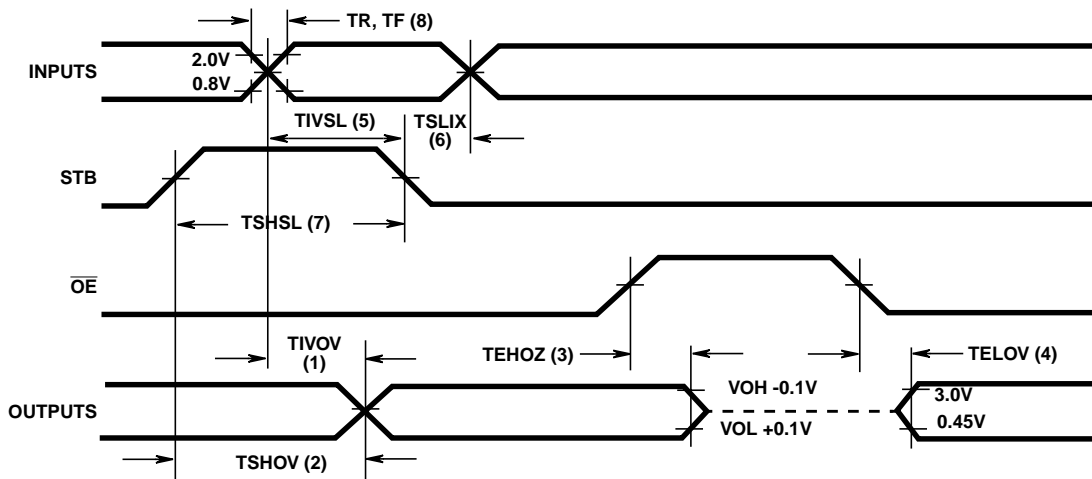 TR, TF (8)
INPUTS
2.0V
0.8V
TIVSL (5)
TSLIX
(6)
STB
TSHSL (7)
OE
TIVOV
(1)
TEHOZ (3)
TELOV (4)
OUTPUTS
VOH -0.1V
VOL +0.1V
3.0V
0.45V
TSHOV (2)